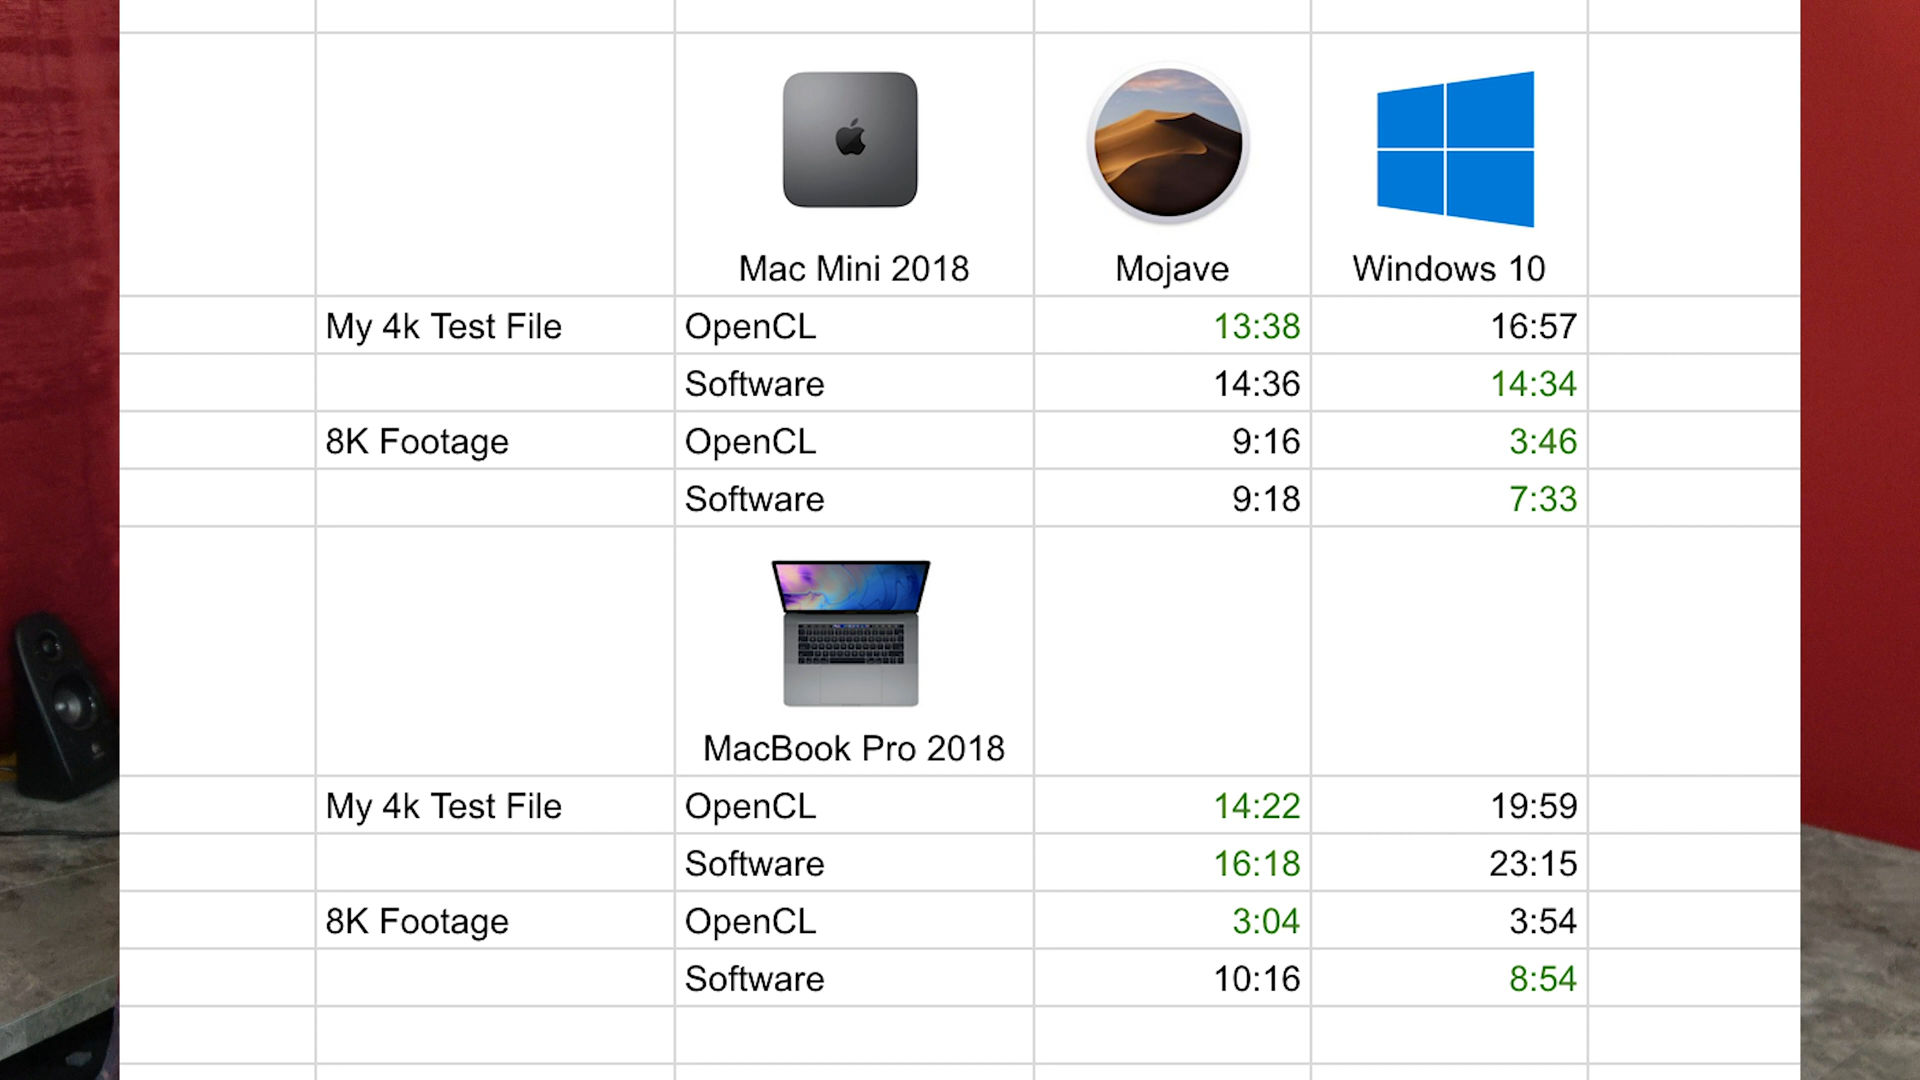 Mac Mini 2018 Mojave Windows 10
My 4k Test File OpenCL 13:38 16:57
Software 14:36 14:34
8K Footage OpenCL 9:16 3:46
Software 9:18 7:33
MacBook Pro 2018
My 4k Test File OpenCL 14:22 19:59
Software 16:18 23:15
8K Footage OpenCL 3:04 3:54
Software 10:16 8:54